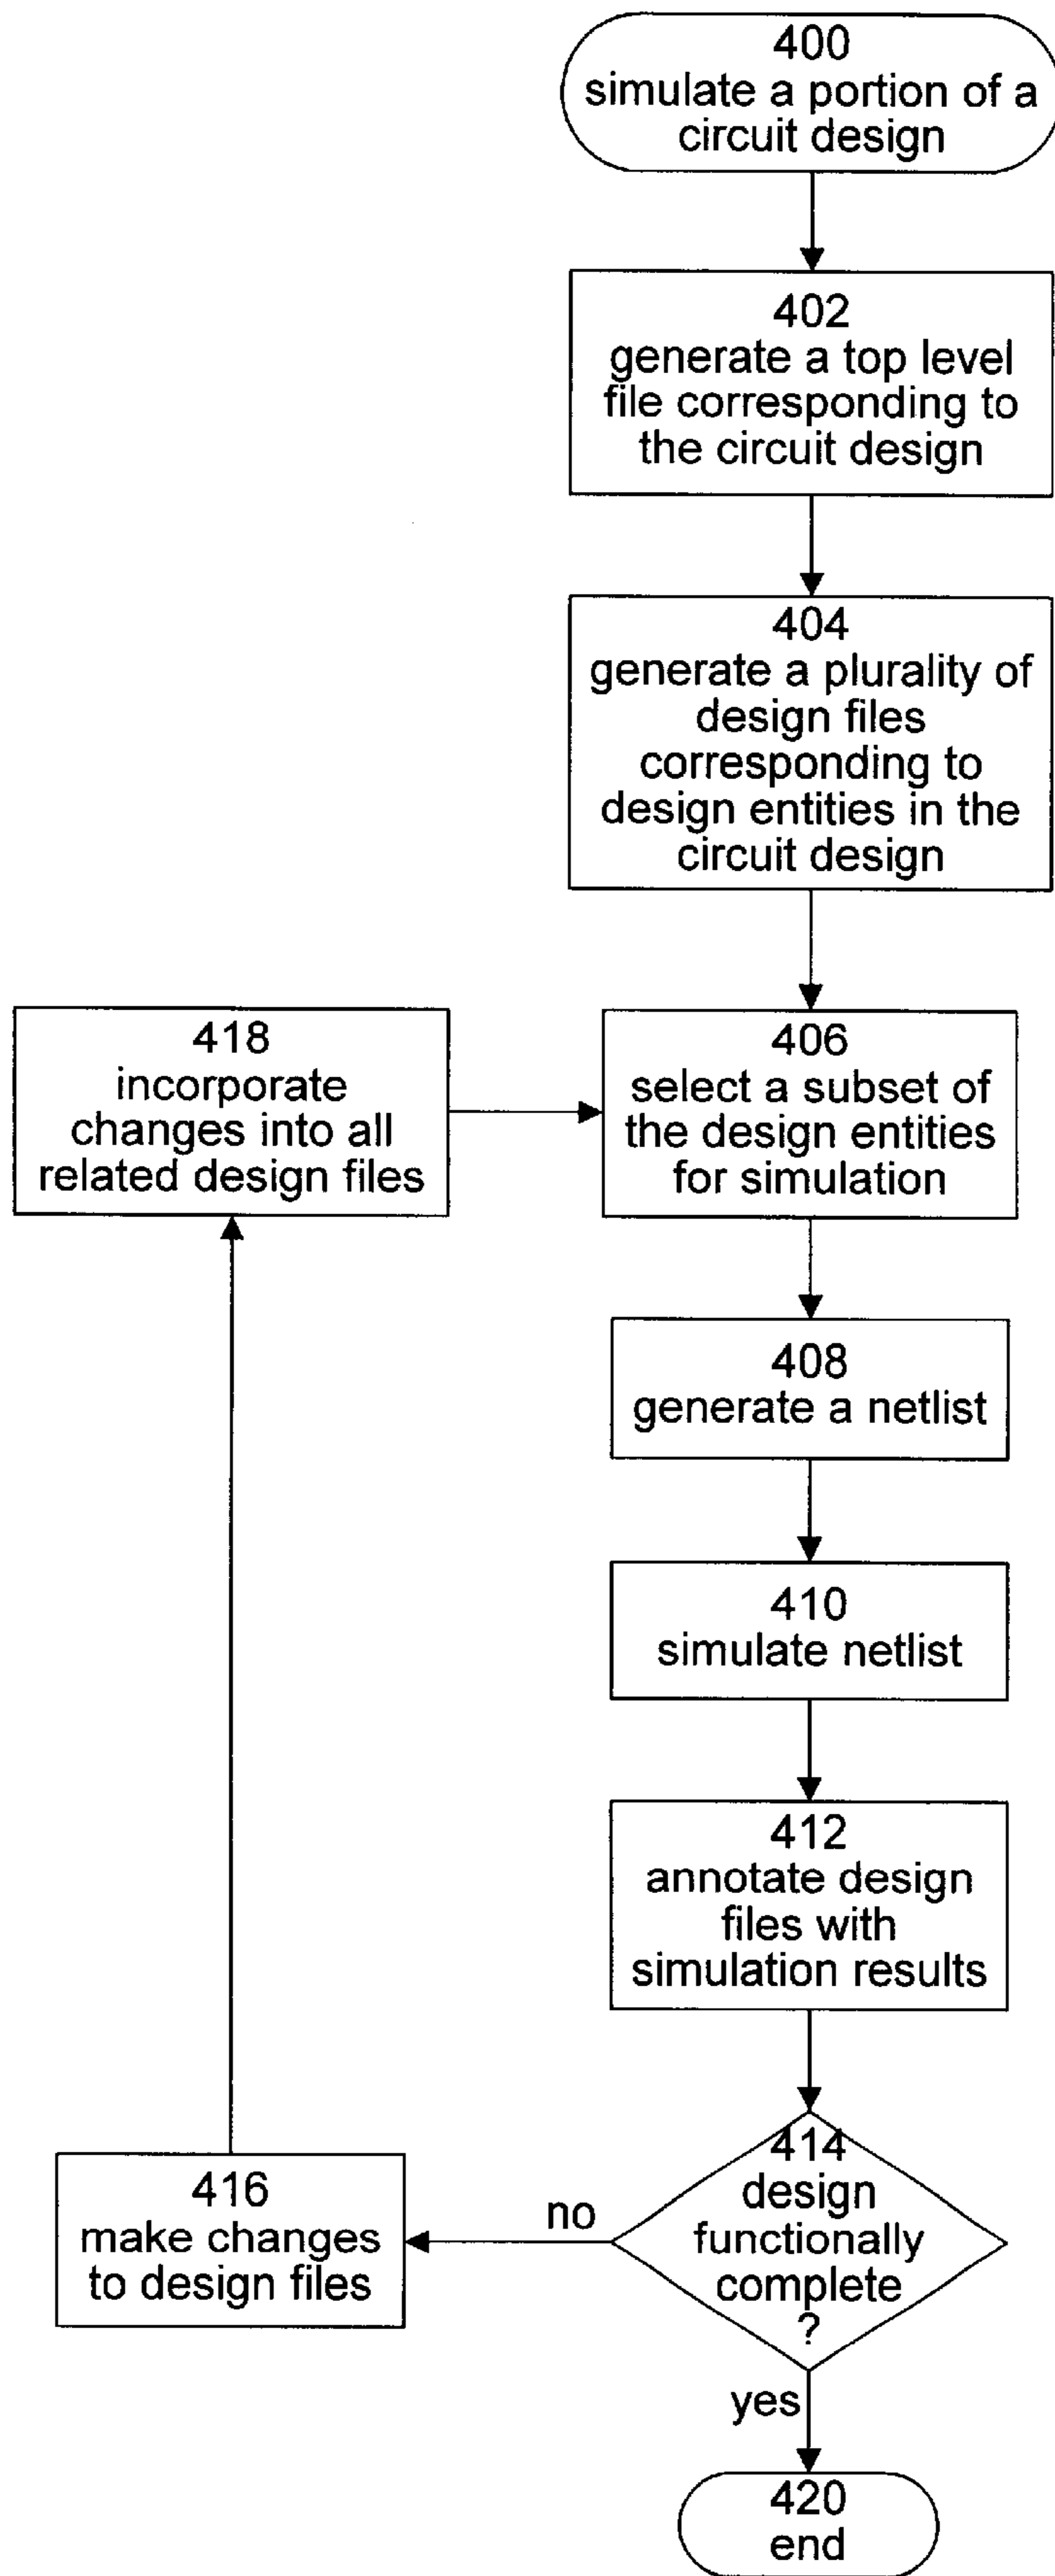 400
simulate a portion of a
circuit design
402
generate a top level
file corresponding to
the circuit design
404
generate a plurality of
design files
corresponding to
design entities in the
circuit design
418
incorporate
changes into all
related design files
406
select a subset of
the design entities
for simulation
408
generate a netlist
410
simulate netlist
412
annotate design
files with
simulation results
414
design
functionally
complete
?
no
416
make changes
to design files
yes
420
end